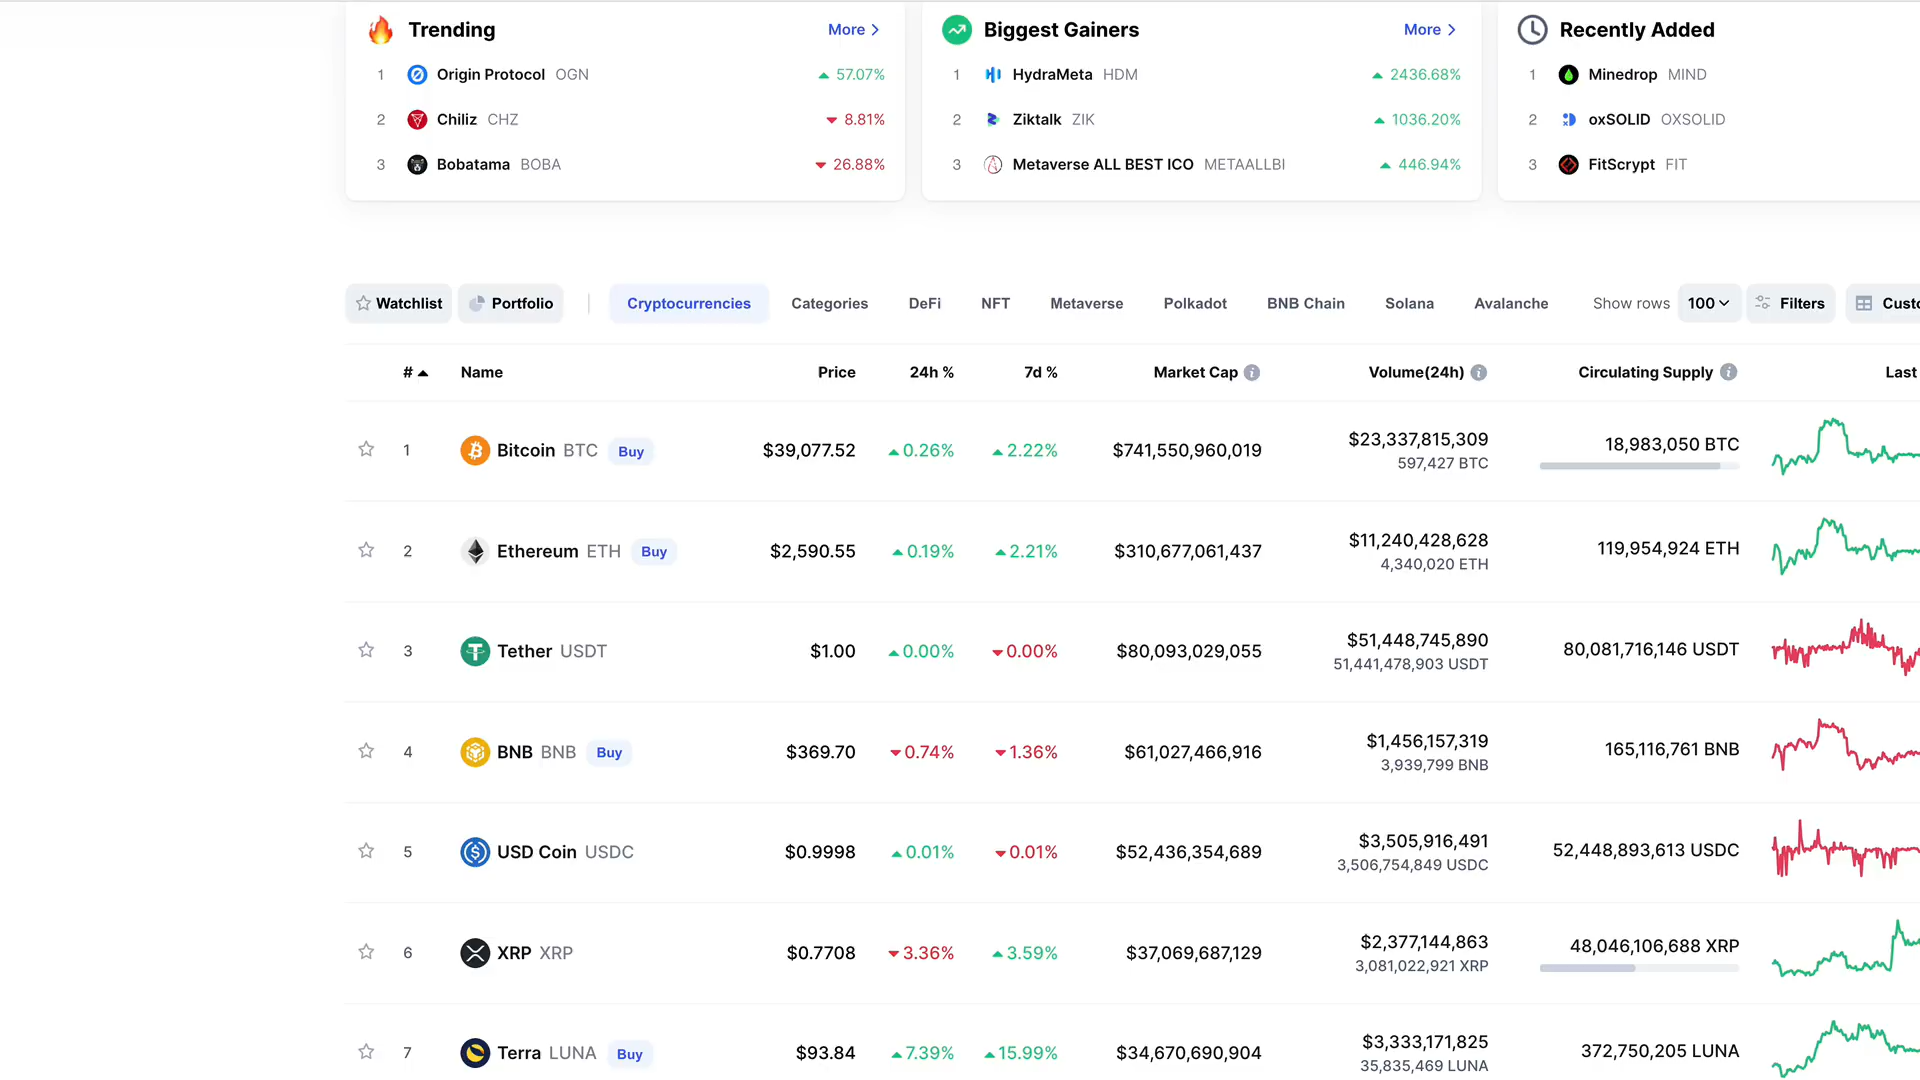 Trending More
1 Origin Protocol OGN 57.07%
2 Chiliz CHZ 8.81%
3 Bobatama BOBA 26.88%
Biggest Gainers More
1 HydraMeta HDM 2436.68%
2 Ziktalk ZIK 1036.20%
3 Metaverse ALL BEST ICO METAALLBI 446.94%
Recently Added
1 Minedrop MIND
2 oxSOLID OXSOLID
3 FitScrypt FIT
Watchlist Portfolio Cryptocurrencies Categories DeFi NFT Metaverse Polkadot BNB Chain Solana Avalanche Show rows 100 Filters Custo
# Name Price 24h % 7d % Market Cap Volume(24h) Circulating Supply Last
1 Bitcoin BTC Buy $39,077.52 0.26% 2.22% $741,550,960,019 $23,337,815,309 18,983,050 BTC
597,427 BTC
2 Ethereum ETH Buy $2,590.55 0.19% 2.21% $310,677,061,437 $11,240,428,628 119,954,924 ETH
4,340,020 ETH
3 Tether USDT $1.00 0.00% 0.00% $80,093,029,055 $51,448,745,890 80,081,716,146 USDT
51,441,478,903 USDT
4 BNB BNB Buy $369.70 0.74% 1.36% $61,027,466,916 $1,456,157,319 165,116,761 BNB
3,939,799 BNB
5 USD Coin USDC $0.9998 0.01% 0.01% $52,436,354,689 $3,505,916,491 52,448,893,613 USDC
3,506,754,849 USDC
6 XRP XRP $0.7708 3.36% 3.59% $37,069,687,129 $2,377,144,863 48,046,106,688 XRP
3,081,022,921 XRP
7 Terra LUNA Buy $93.84 7.39% 15.99% $34,670,690,904 $3,333,171,825 372,750,205 LUNA
35,835,469 LUNA